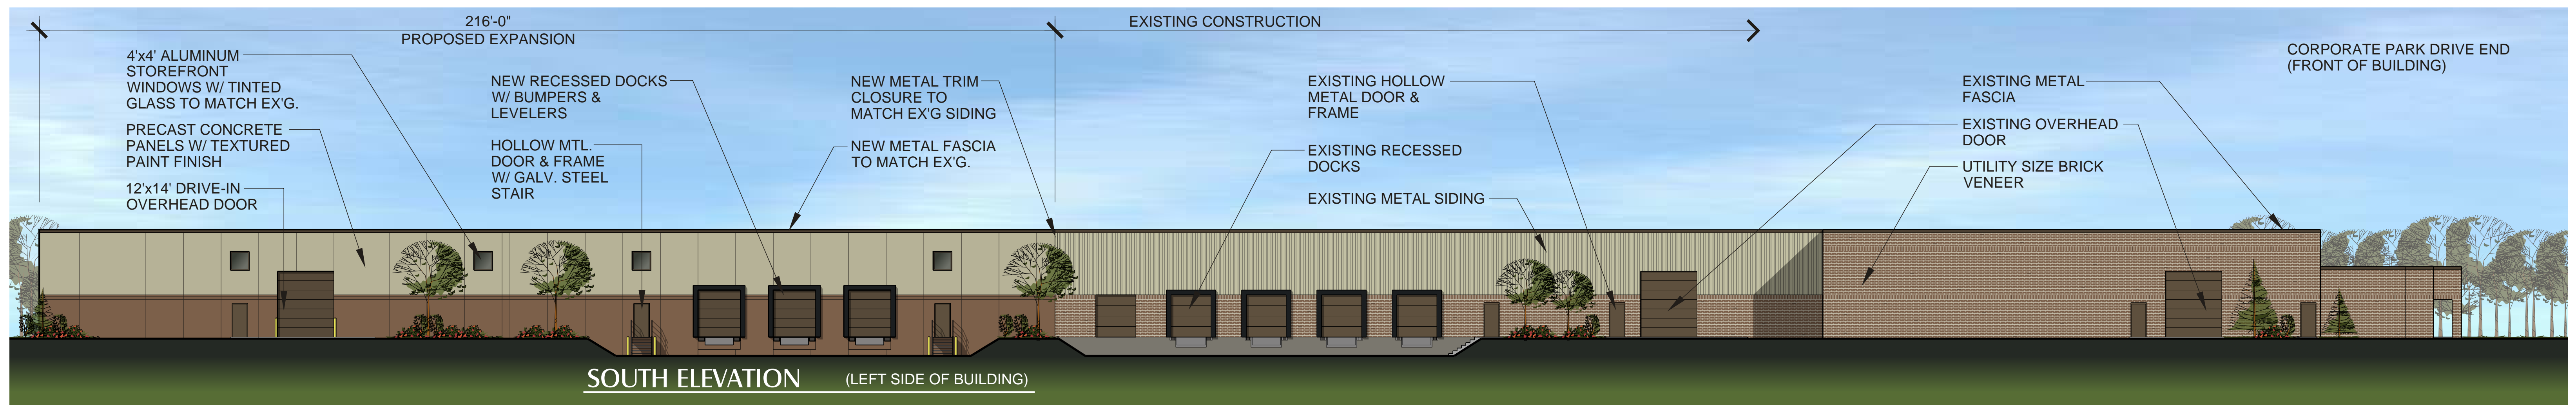 216'-0"
PROPOSED EXPANSION
EXISTING CONSTRUCTION
CORPORATE PARK DRIVE END
(FRONT OF BUILDING)
4'x4' ALUMINUM
STOREFRONT
WINDOWS W/ TINTED
GLASS TO MATCH EX'G.
PRECAST CONCRETE
PANELS W/ TEXTURED
PAINT FINISH
12'x14' DRIVE-IN
OVERHEAD DOOR
NEW RECESSED DOCKS
W/ BUMPERS &
LEVELERS
HOLLOW MTL.
DOOR & FRAME
W/ GALV. STEEL
STAIR
NEW METAL TRIM
CLOSURE TO
MATCH EX'G SIDING
NEW METAL FASCIA
TO MATCH EX'G.
EXISTING HOLLOW
METAL DOOR &
FRAME
EXISTING RECESSED
DOCKS
EXISTING METAL SIDING
EXISTING METAL
FASCIA
EXISTING OVERHEAD
DOOR
UTILITY SIZE BRICK
VENEER
SOUTH ELEVATION
(LEFT SIDE OF BUILDING)